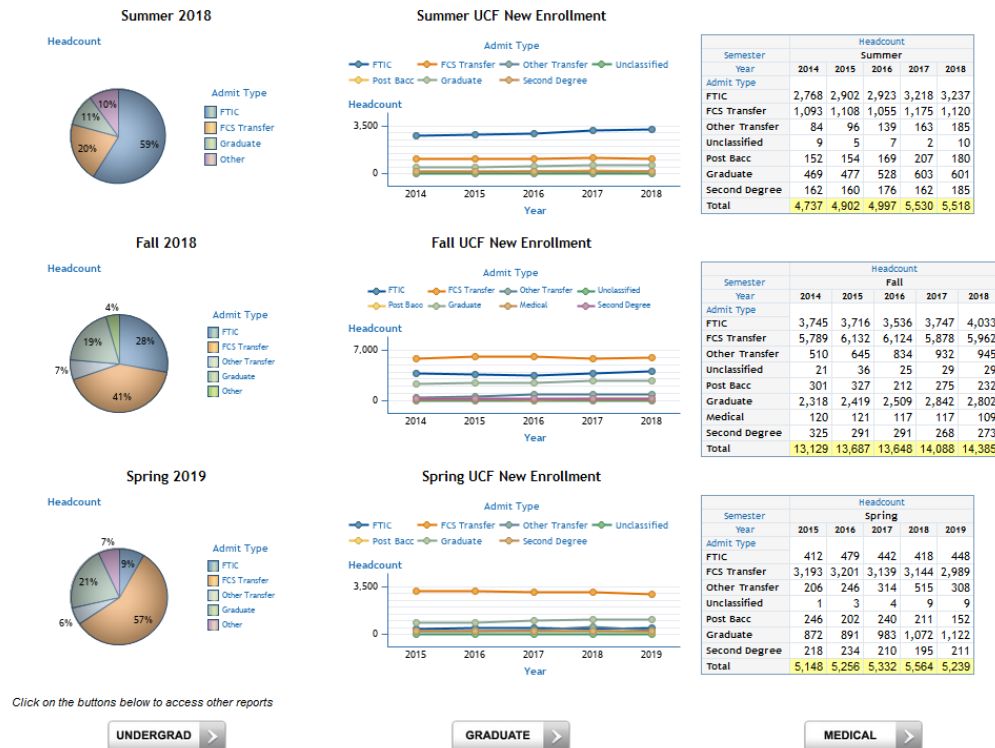 Summer 2018
Headcount
10%
11%
20%
59%
Admit Type
FTIC
FCS Transfer
Graduate
Other
Summer UCF New Enrollment
Admit Type
FTIC FCS Transfer Other Transfer Unclassified
Post Bacc Graduate Second Degree
Headcount
3,500
0
2014 2015 2016 2017 2018
Year
Headcount
Semester Summer
Year 2014 2015 2016 2017 2018
Admit Type
FTIC 2,768 2,902 2,923 3,218 3,237
FCS Transfer 1,093 1,108 1,055 1,175 1,120
Other Transfer 84 96 139 163 185
Unclassified 9 5 7 2 10
Post Bacc 152 154 169 207 180
Graduate 469 477 528 603 601
Second Degree 162 160 176 162 185
Total 4,737 4,902 4,997 5,530 5,518
Fall 2018
Headcount
4%
19%
28%
7%
41%
Admit Type
FTIC
FCS Transfer
Other Transfer
Graduate
Other
Fall UCF New Enrollment
Admit Type
FTIC FCS Transfer Other Transfer Unclassified
Post Bacc Graduate Medical Second Degree
Headcount
7,000
0
2014 2015 2016 2017 2018
Year
Headcount
Semester Fall
Year 2014 2015 2016 2017 2018
Admit Type
FTIC 3,745 3,716 3,536 3,747 4,033
FCS Transfer 5,789 6,132 6,124 5,878 5,962
Other Transfer 510 645 834 932 945
Unclassified 21 36 25 29 29
Post Bacc 301 327 212 275 232
Graduate 2,318 2,419 2,509 2,842 2,802
Medical 120 121 117 117 109
Second Degree 325 291 291 268 273
Total 13,129 13,687 13,648 14,088 14,385
Spring 2019
Headcount
7%
9%
21%
6%
57%
Admit Type
FTIC
FCS Transfer
Other Transfer
Graduate
Other
Spring UCF New Enrollment
Admit Type
FTIC FCS Transfer Other Transfer Unclassified
Post Bacc Graduate Second Degree
Headcount
3,500
0
2015 2016 2017 2018 2019
Year
Headcount
Semester Spring
Year 2015 2016 2017 2018 2019
Admit Type
FTIC 412 479 442 418 448
FCS Transfer 3,193 3,201 3,139 3,144 2,989
Other Transfer 206 246 314 515 308
Unclassified 1 3 4 9 9
Post Bacc 246 202 240 211 152
Graduate 872 891 983 1,072 1,122
Second Degree 218 234 210 195 211
Total 5,148 5,256 5,332 5,564 5,239
Click on the buttons below to access other reports
UNDERGRAD
GRADUATE
MEDICAL